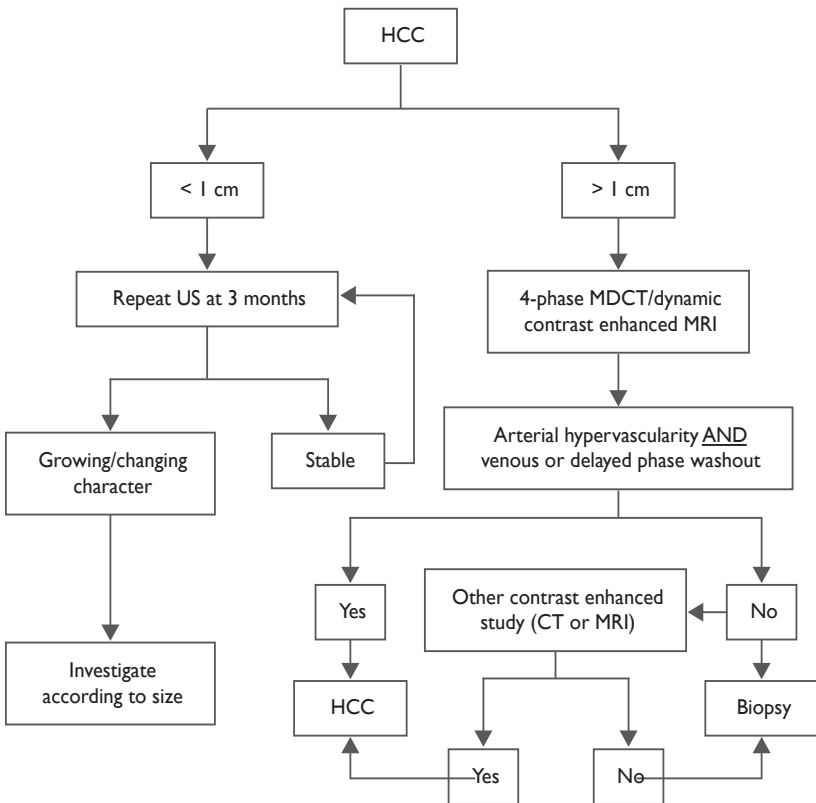 HCC
< 1 cm
> 1 cm
Repeat US at 3 months
4-phase MDCT/dynamic
contrast enhanced MRI
Growing/changing
character
Stable
Arterial hypervascularity AND
venous or delayed phase washout
Investigate
according to size
Yes
Other contrast enhanced
study (CT or MRI)
No
HCC
Biopsy
Yes
No